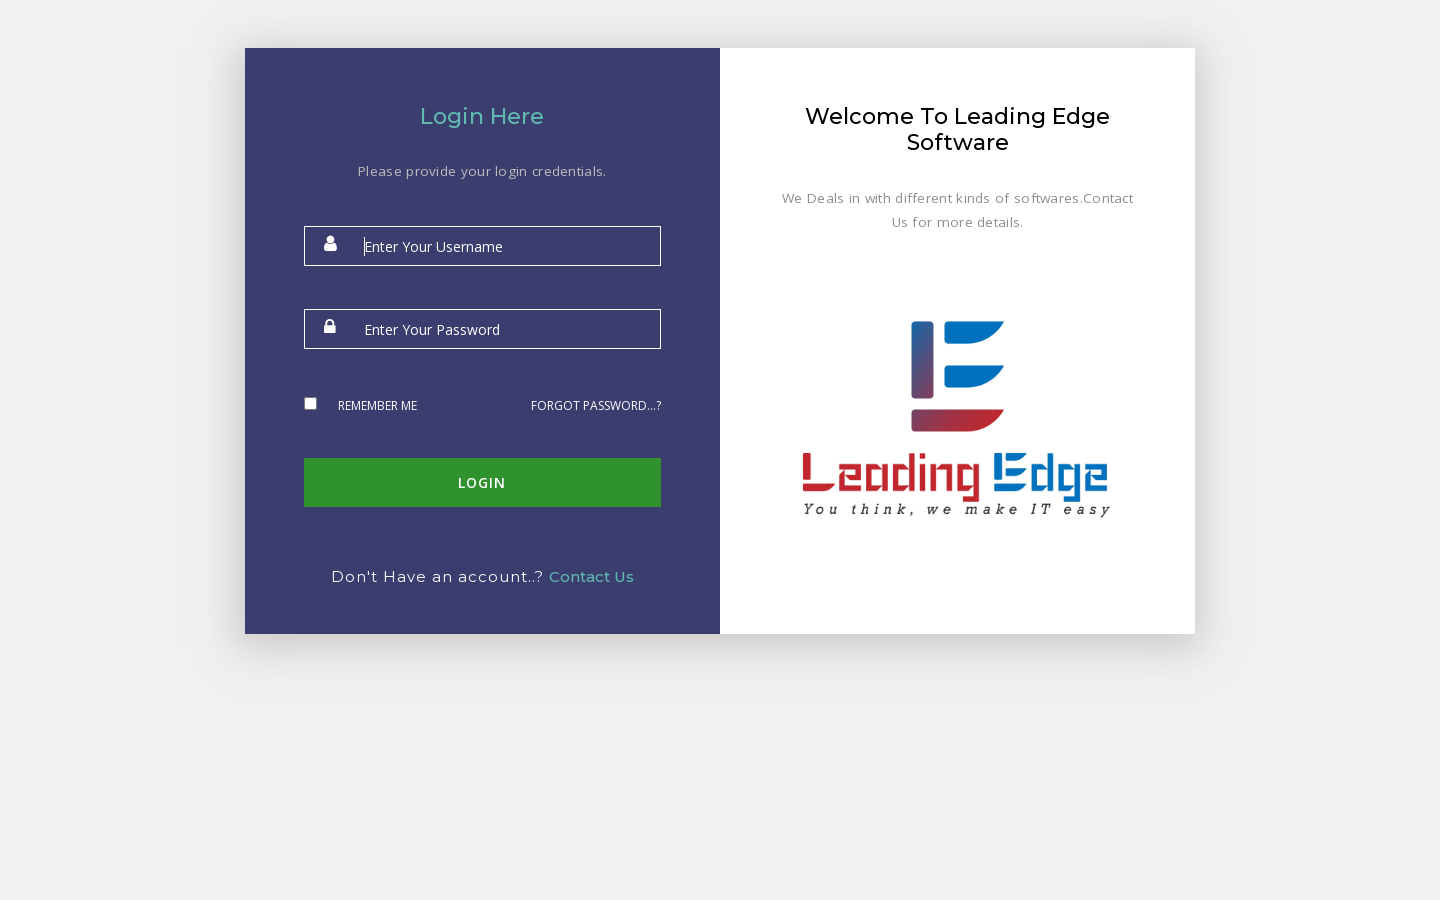 Login Here
Please provide your login credentials.
Enter Your Username
Enter Your Password
REMEMBER ME
FORGOT PASSWORD...?
LOGIN
Don't Have an account..? Contact Us
Welcome To Leading Edge
Software
We Deals in with different kinds of softwares.Contact
Us for more details.
Leading Edge
You think, we make IT easy